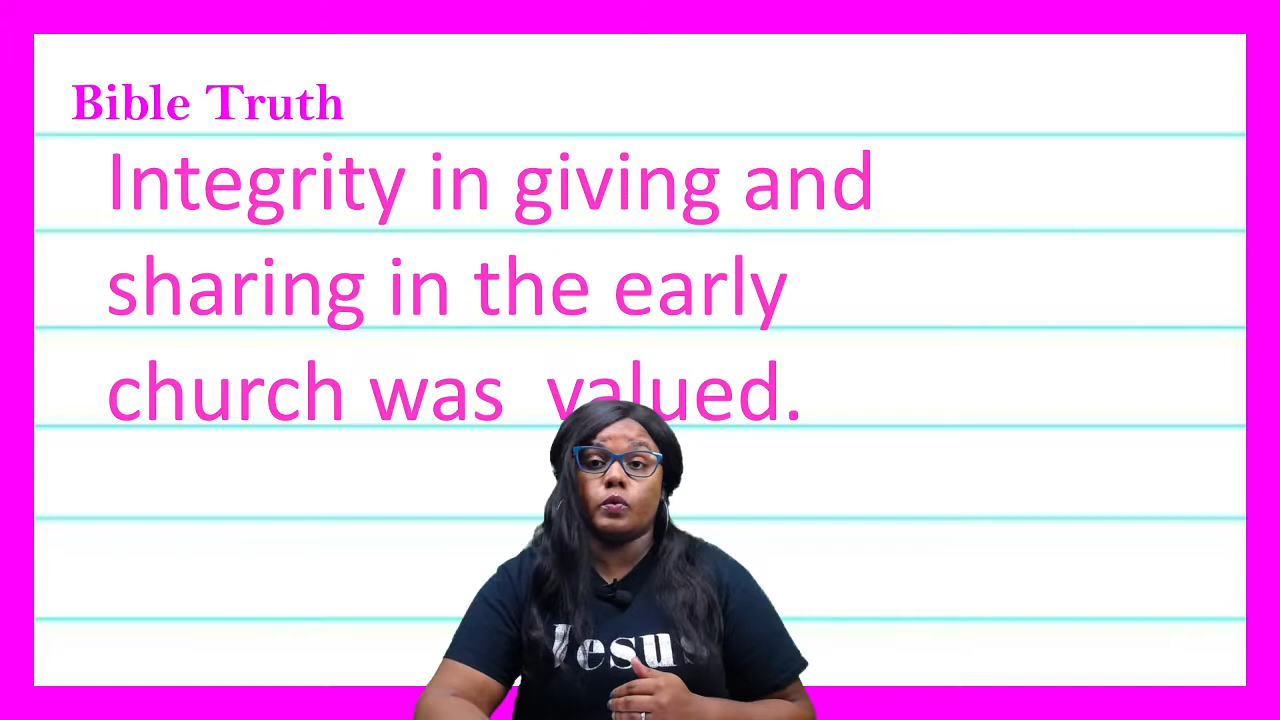 Bible Truth
Integrity in giving and
sharing in the early
church was valued.
Jesus